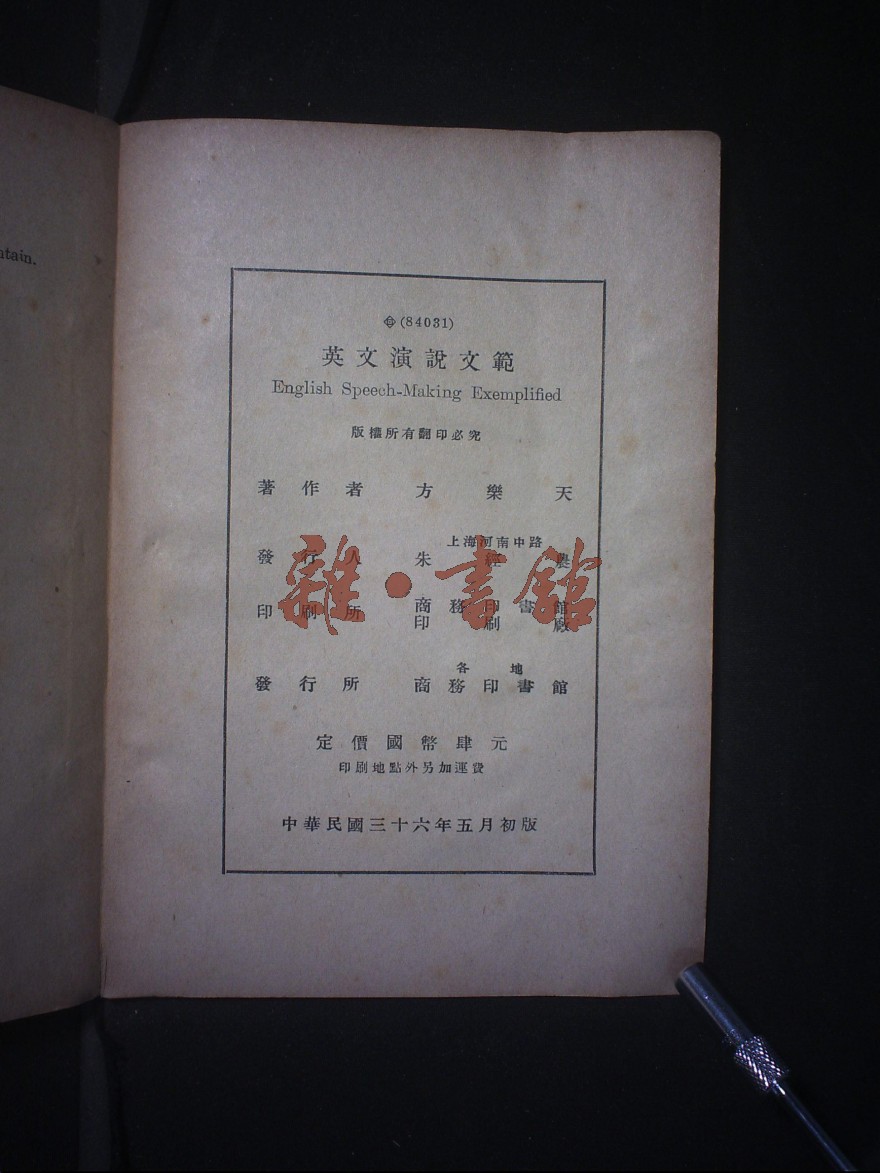 ntain.
(84031)
英文演說文範
English Speech-Making Exemplified
版權所有翻印必究
著作者 方樂天
上海河南中路
發行人 朱經農
印刷所 商務印書館
印刷廠
各地
發行所 商務印書館
定價國幣肆元
印刷地點外另加運費
中華民國三十六年五月初版
雜·書館